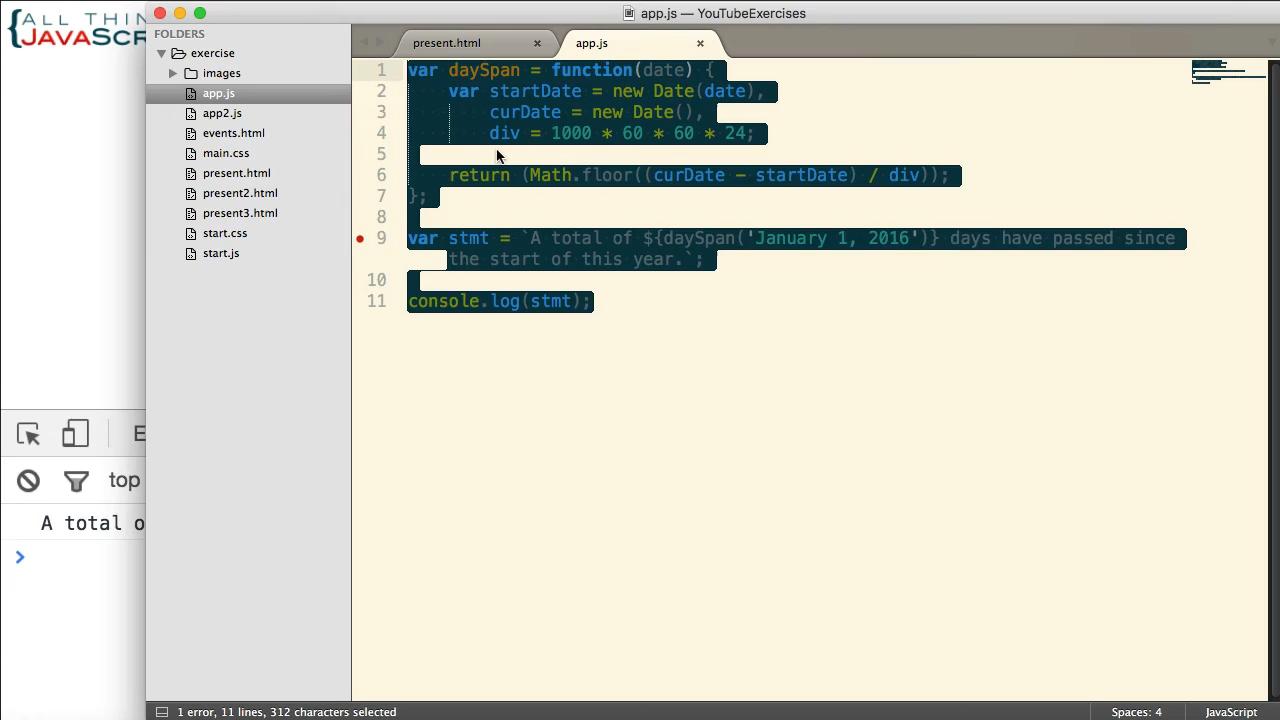 {ALL THIN
JAVASCR
app.js — YouTubeExercises
FOLDERS
exercise
images
app.js
app2.js
events.html
main.css
present.html
present2.html
present3.html
start.css
start.js
present.html ×
app.js ×
1 var daySpan = function(date) {
2 var startDate = new Date(date),
3 curDate = new Date(),
4 div = 1000 * 60 * 60 * 24;
5
6 return (Math.floor((curDate - startDate) / div));
7 };
8
9 var stmt = `A total of ${daySpan('January 1, 2016')} days have passed since
the start of this year.`;
10
11 console.log(stmt);
E
top
A total o
>
1 error, 11 lines, 312 characters selected
Spaces: 4
JavaScript